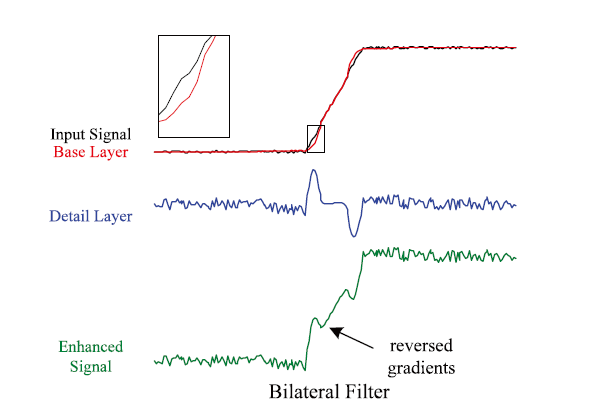 Input Signal
Base Layer
Detail Layer
Enhanced
Signal
reversed
gradients
Bilateral Filter